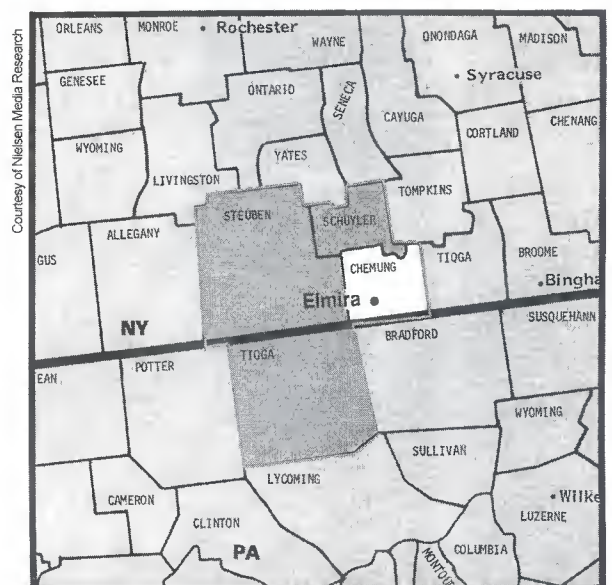 Courtesy of Nielsen Media Research
ORLEANS
MONROE
Rochester
WAYNE
ONONDAGA
MADISON
GENESEE
ONTARIO
SENECA
Syracuse
CAYUGA
WYOMING
CORTLAND
CHENANG
YATES
LIVINGSTON
TOMPKINS
STEUBEN
SCHUYLER
ALLEGANY
TIOGA
BROOME
GUS
CHEMUNG
Bingha
Elmira
NY
SUSQUEHANN
BRADFORD
TIOGA
EAN
POTTER
WYOMING
SULLIVAN
LYCOMING
Wilke
CAMERON
LUZERNE
CLINTON
PA
COLUMBIA
MONTOU